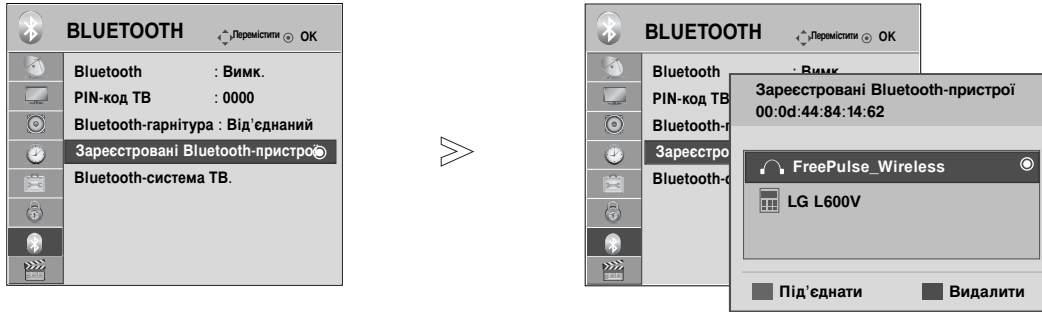 BLUETOOTH Перемістити OK
Bluetooth : Вимк.
PIN-код ТВ : 0000
Bluetooth-гарнітура : Від’єднаний
Зареєстровані Bluetooth-пристрої
Bluetooth-система ТВ.
BLUETOOTH Перемістити OK
Bluetooth : Вимк.
PIN-код ТВ
Bluetooth-г
Зареєстро
Bluetooth-с
Зареєстровані Bluetooth-пристрої
00:0d:44:84:14:62
FreePulse_Wireless
LG L600V
Під’єднати Видалити